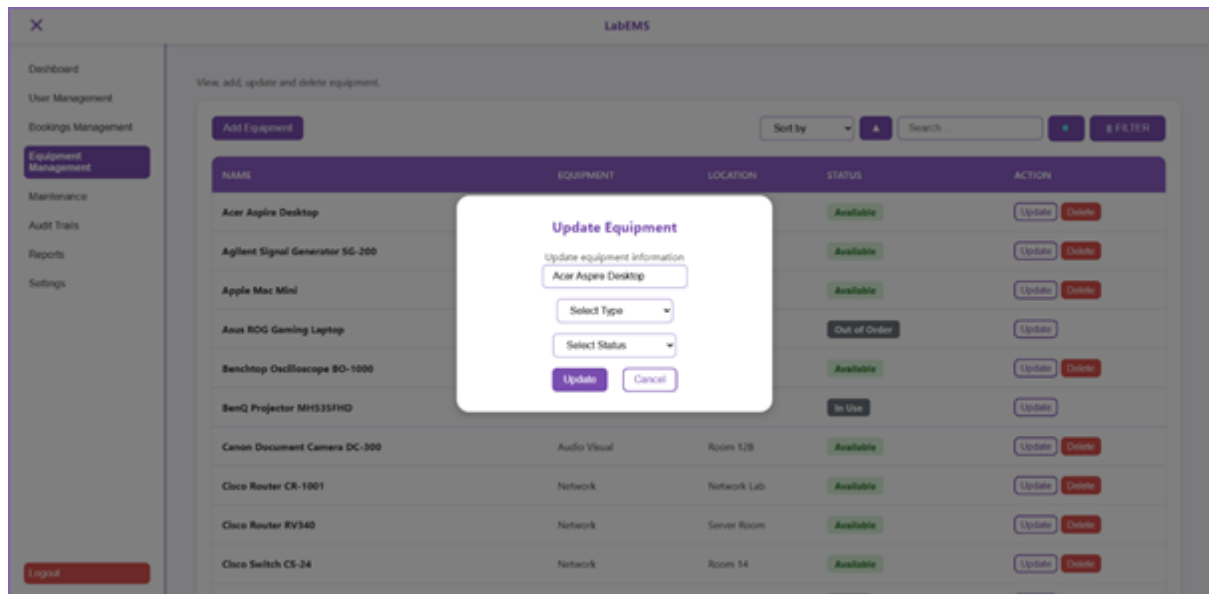 LabEMS
Dashboard
User Management
Bookings Management
Equipment
Management
Maintenance
Audit Trails
Reports
Settings
Logout
View, add, update and delete equipment.
Add Equipment
Sort by
▲
Search ...
FILTER
NAME EQUIPMENT LOCATION STATUS ACTION
Acer Aspire Desktop Available Update Delete
Agilent Signal Generator SG-200 Available Update Delete
Apple Mac Mini Available Update Delete
Asus ROG Gaming Laptop Out of Order Update
Benchtop Oscilloscope BO-1000 Available Update Delete
BenQ Projector MH535FHD In Use Update
Canon Document Camera DC-300 Audio Visual Room 12B Available Update Delete
Cisco Router CR-1001 Network Network Lab Available Update Delete
Cisco Router RV340 Network Server Room Available Update Delete
Cisco Switch CS-24 Network Room 14 Available Update Delete
Update Equipment
Update equipment information
Acer Aspire Desktop
Select Type
Select Status
Update Cancel